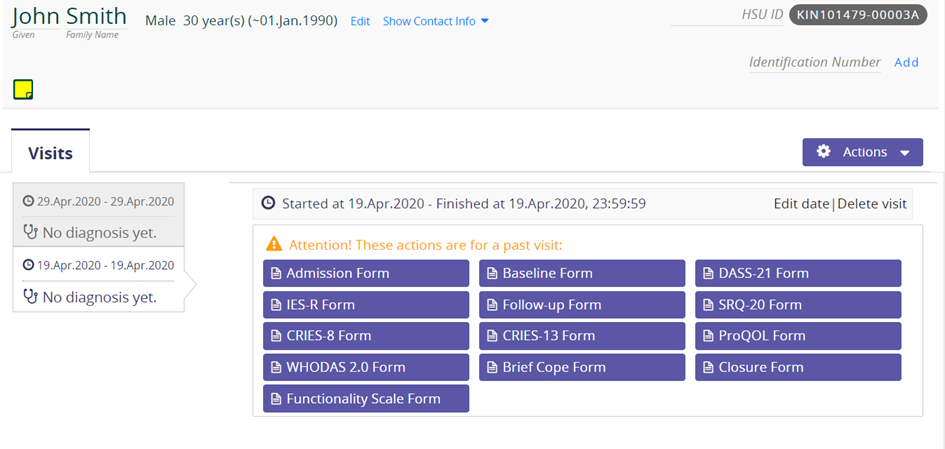 John Smith Male 30 year(s) (~01.Jan.1990) Edit Show Contact Info
Given Family Name
HSU ID KIN101479-00003A
Identification Number Add
Visits
Actions
29.Apr.2020 - 29.Apr.2020
No diagnosis yet.
19.Apr.2020 - 19.Apr.2020
No diagnosis yet.
Started at 19.Apr.2020 - Finished at 19.Apr.2020, 23:59:59 Edit date|Delete visit
Attention! These actions are for a past visit:
Admission Form Baseline Form DASS-21 Form
IES-R Form Follow-up Form SRQ-20 Form
CRIES-8 Form CRIES-13 Form ProQOL Form
WHODAS 2.0 Form Brief Cope Form Closure Form
Functionality Scale Form